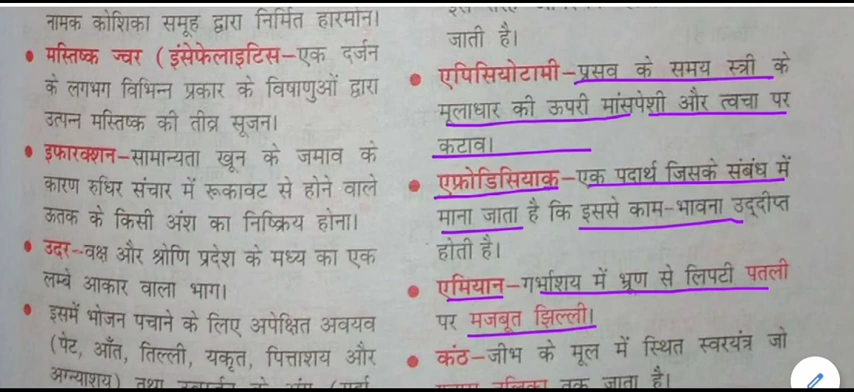 नामक कोशिका समूह द्वारा निर्मित हारमोन।
• मस्तिष्क ज्वर (इंसेफेलाइटिस–एक दर्जन
के लगभग विभिन्न प्रकार के विषाणुओं द्वारा
उत्पन्न मस्तिष्क की तीव्र सूजन।
• इफारक्शन–सामान्यता खून के जमाव के
कारण रुधिर संचार में रूकावट से होने वाले
ऊतक के किसी अंश का निष्क्रिय होना।
• उदर–वक्ष और श्रोणि प्रदेश के मध्य का एक
लम्बे आकार वाला भाग।
• इसमें भोजन पचाने के लिए अपेक्षित अवयव
(पेट, आँत, तिल्ली, यकृत, पित्ताशय और
अग्न्याशय) तथा
जाती है।
• एपिसियोटामी–प्रसव के समय स्त्री के
मूलाधार की ऊपरी मांसपेशी और त्वचा पर
कटाव।
• एफ्रोडिसियाक–एक पदार्थ जिसके संबंध में
माना जाता है कि इससे काम-भावना उद्दीप्त
होती है।
• एमियान–गर्भाशय में भ्रूण से लिपटी पतली
पर मजबूत झिल्ली।
• कंठ–जीभ के मूल में स्थित स्वरयंत्र जो
तक जाता है।